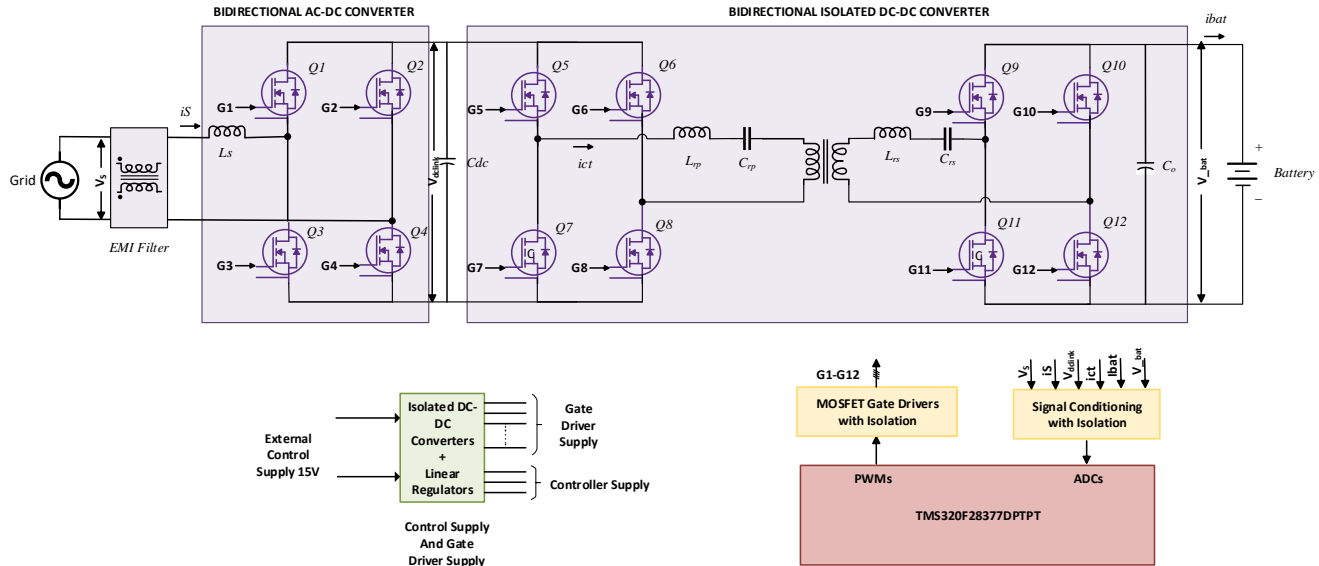 BIDIRECTIONAL AC-DC CONVERTER
BIDIRECTIONAL ISOLATED DC-DC CONVERTER
ibat
Q1
Q2
Q5
Q6
Q9
Q10
G1
G2
G5
G6
G9
G10
iS
Ls
Lrp
Crp
Lrs
Crs
Grid
Vs
EMI Filter
Vdclink
Cdc
ict
Co
V_bat
+
Battery
−
Q3
Q4
Q7
Q8
Q11
Q12
G3
G4
G7
G
G8
G11
G
G12
External
Control
Supply 15V
Isolated DC-
DC
Converters
+
Linear
Regulators
Gate
Driver
Supply
Controller Supply
Control Supply
And Gate
Driver Supply
G1-G12
MOSFET Gate Drivers
with Isolation
Vs
iS
Vdclink
ict
Ibat
V_bat
Signal Conditioning
with Isolation
PWMs
ADCs
TMS320F28377DPTPT